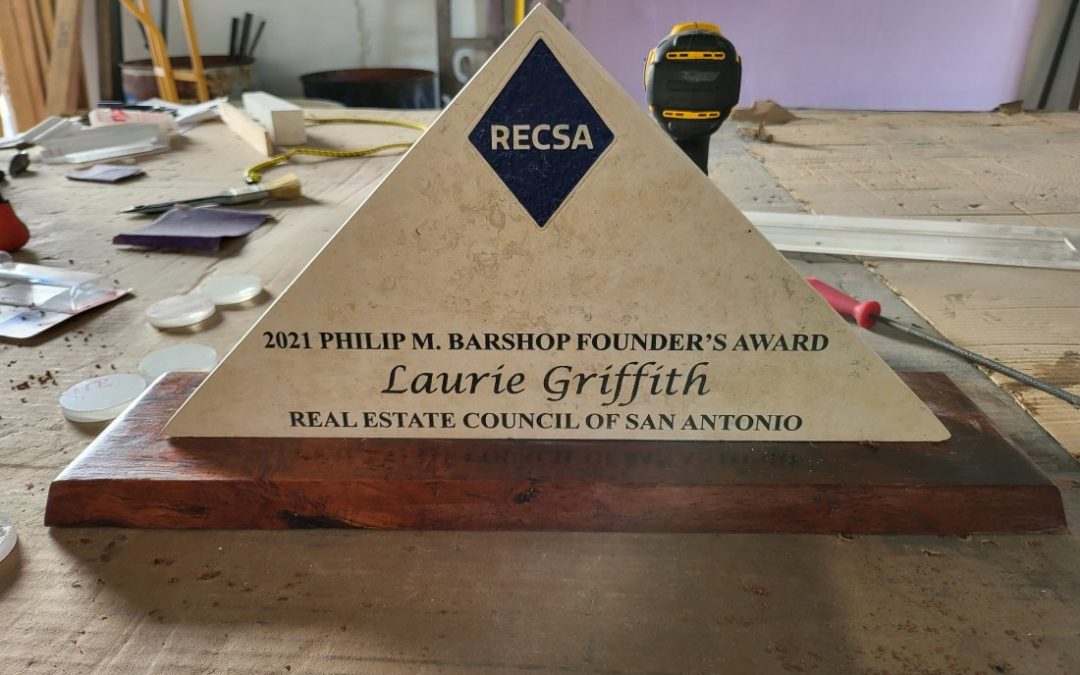 RECSA
2021 PHILIP M. BARSHOP FOUNDER'S AWARD
Laurie Griffith
REAL ESTATE COUNCIL OF SAN ANTONIO